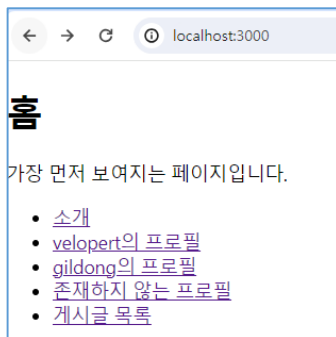 localhost:3000
홈
가장 먼저 보여지는 페이지입니다.
소개
velopert의 프로필
gildong의 프로필
존재하지 않는 프로필
게시글 목록